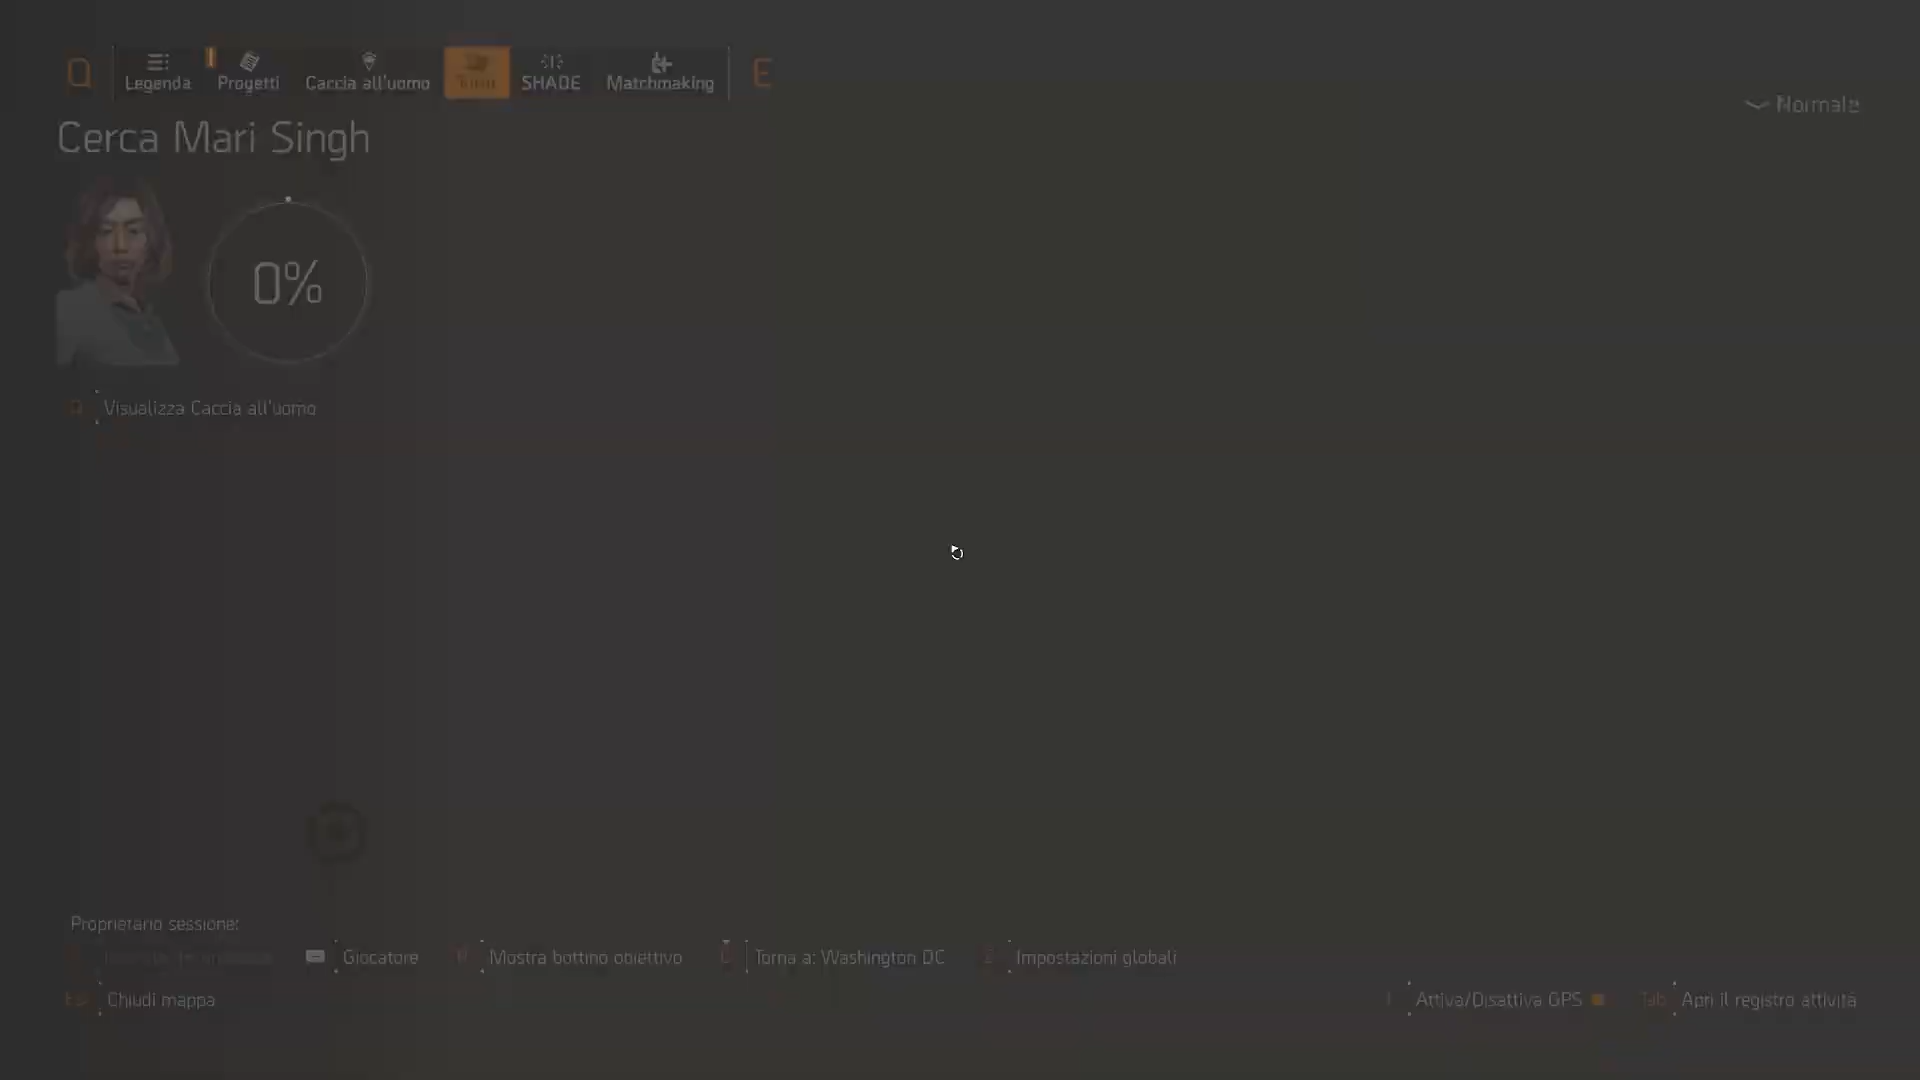 Q
Legenda
Progetti
Caccia all'uomo
SHADE
Matchmaking
E
Normale
Cerca Mari Singh
0%
Visualizza Caccia all'uomo
Proprietario sessione:
Giocatore
R Mostra bottino obiettivo
C Torna a: Washington DC
Impostazioni globali
Chiudi mappa
Attiva/Disattiva GPS
Tab Apri il registro attività